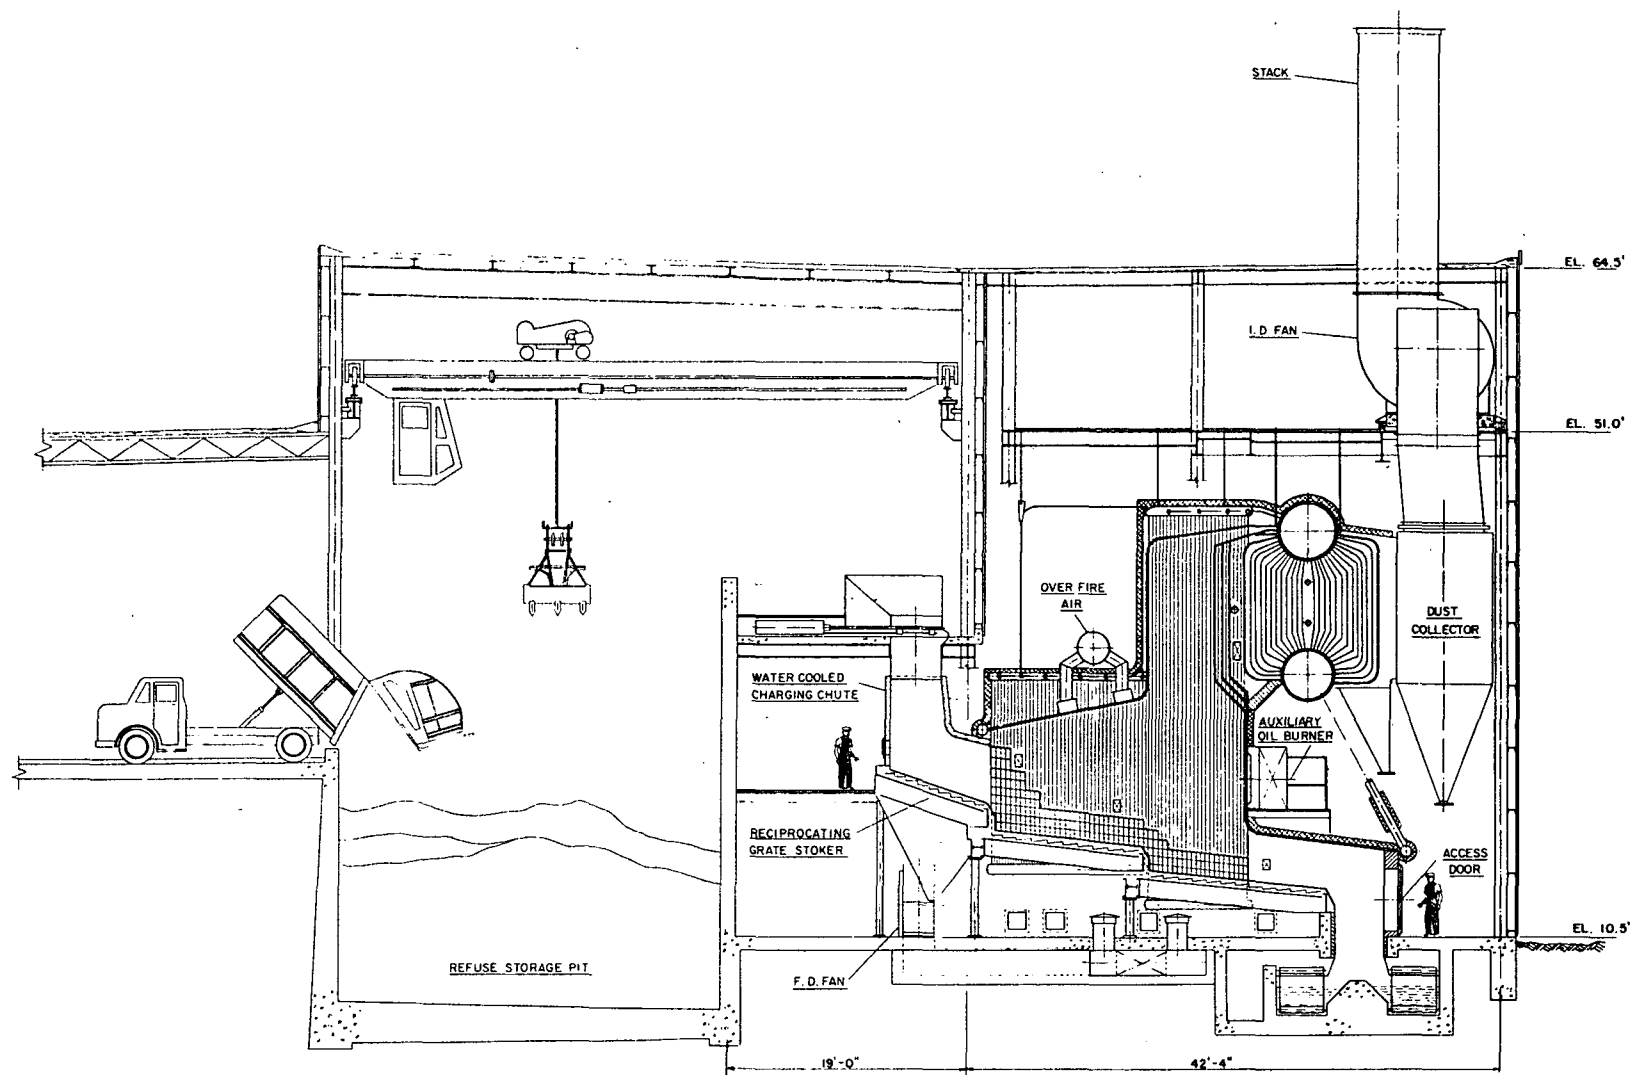 STACK
EL. 64.5'
I.D FAN
EL. 51.0'
OVER FIRE
AIR
DUST
COLLECTOR
WATER COOLED
CHARGING CHUTE
AUXILIARY
OIL BURNER
RECIPROCATING
GRATE STOKER
ACCESS
DOOR
EL. 10.5'
REFUSE STORAGE PIT
F. D. FAN
19'-0"
42'-4"